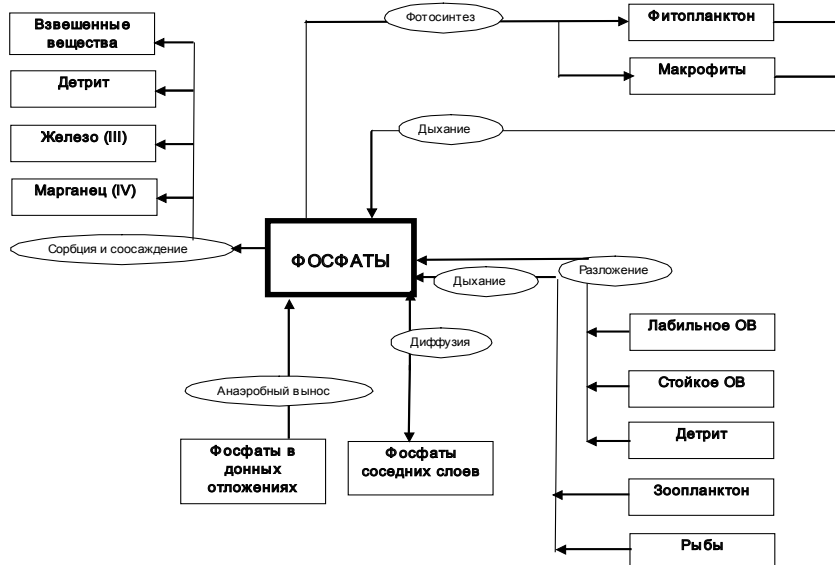 Взвешенные
вещества
Детрит
Железо (III)
Марганец (IV)
Сорбция и соосаждение
Фотосинтез
Фитопланктон
Макрофиты
Дыхание
ФОСФАТЫ
Дыхание
Разложение
Диффузия
Анаэробный вынос
Фосфаты в
донных
отложениях
Фосфаты
соседних слоев
Лабильное ОВ
Стойкое ОВ
Детрит
Зоопланктон
Рыбы